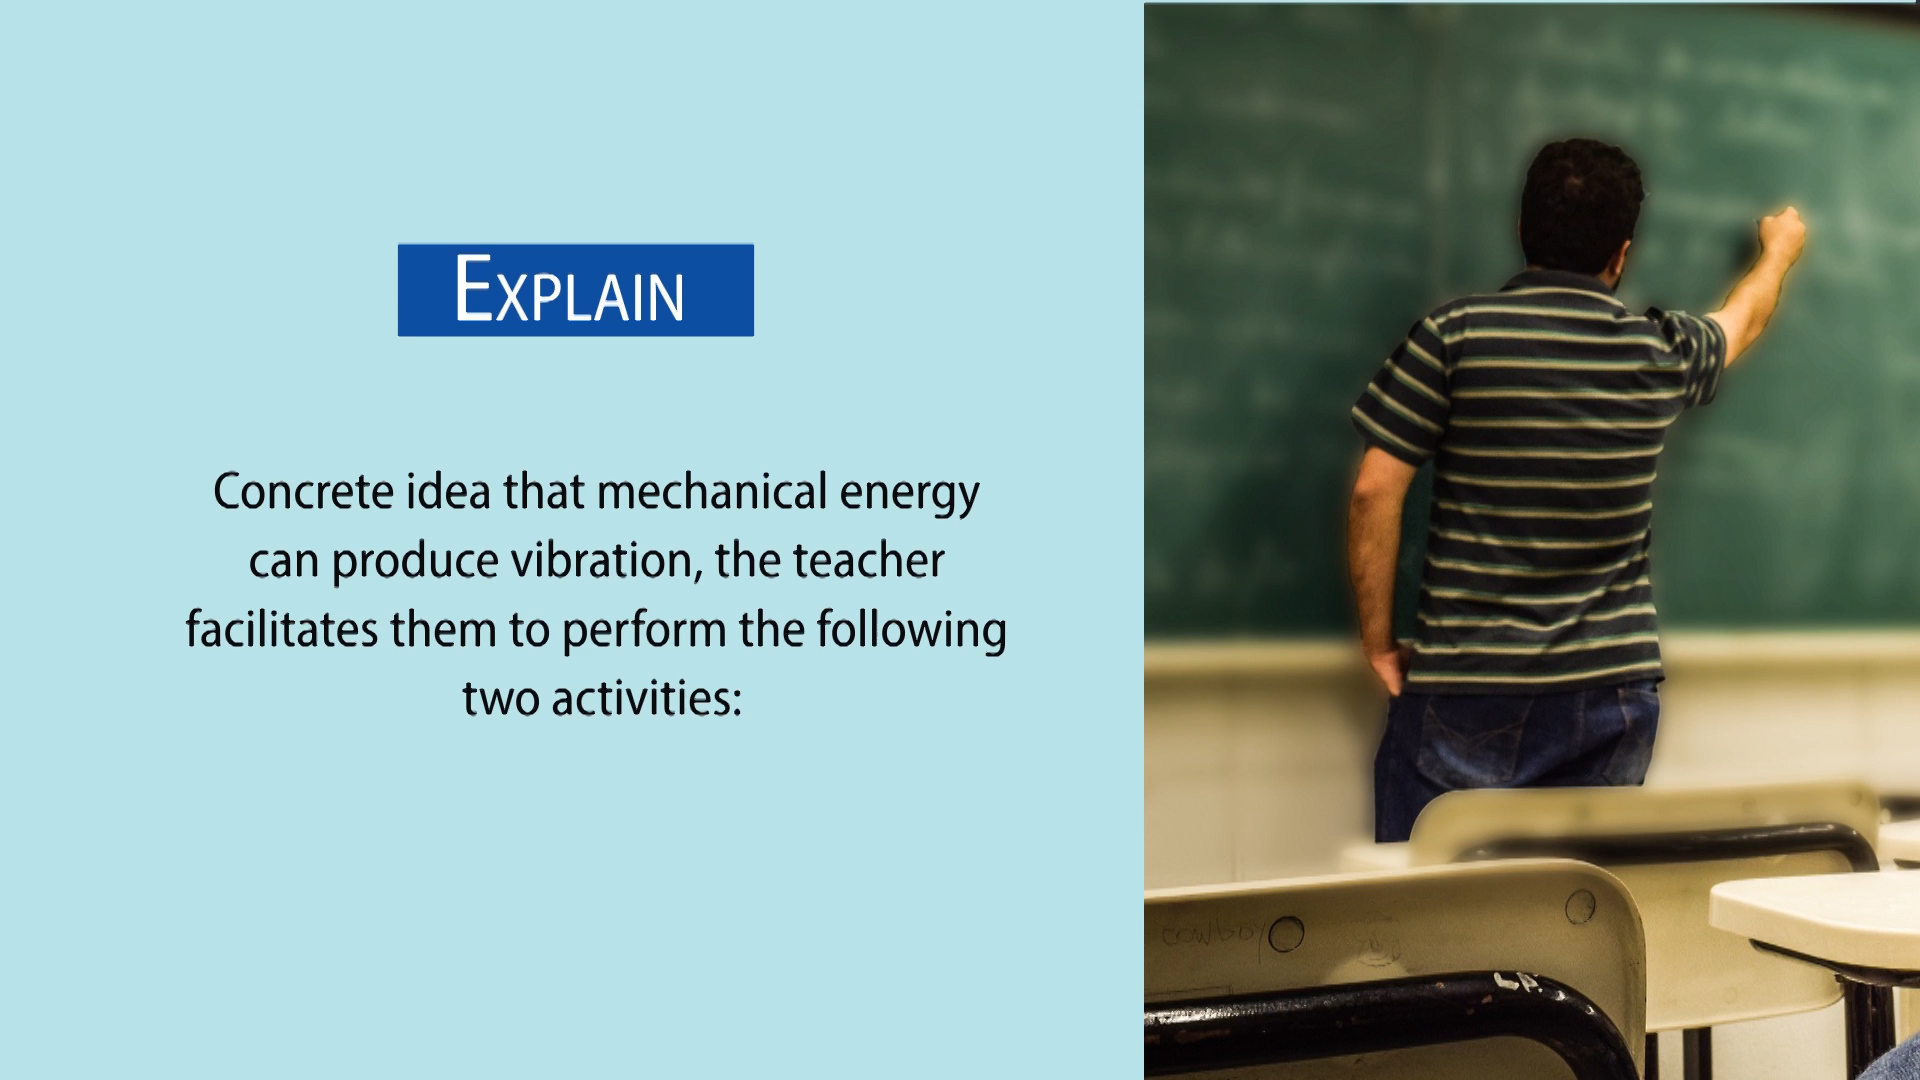 EXPLAIN
Concrete idea that mechanical energy
can produce vibration, the teacher
facilitates them to perform the following
two activities:
cowboy